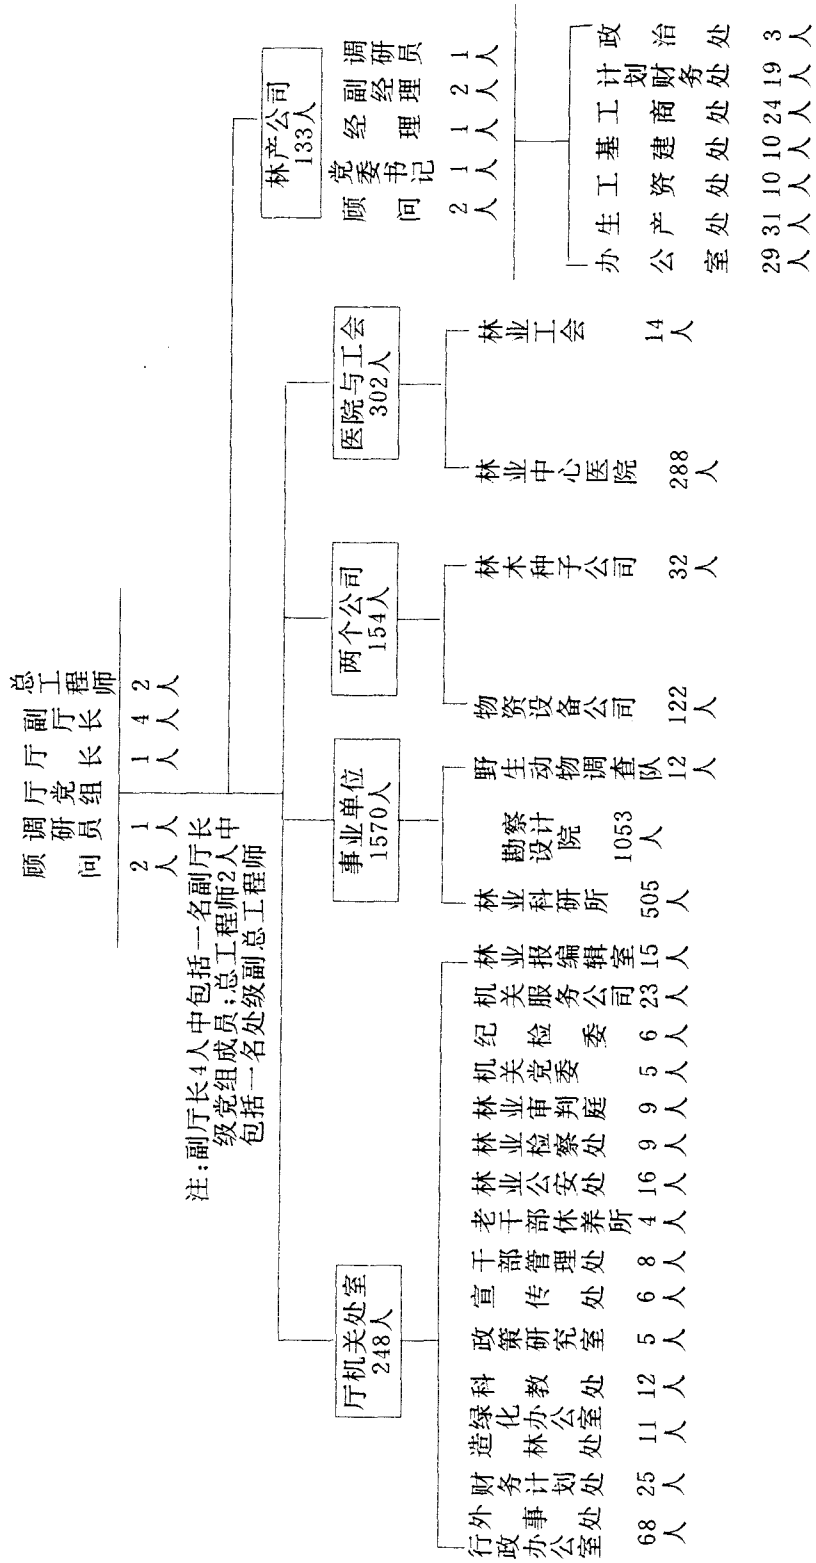 顾问 2人
调研员 1人
厅党组
厅长 1人
副厅长 4人
总工程师 2人
注:副厅长4人中包括一名副厅长
级党组成员;总工程师2人中
包括一名处级副总工程师
厅机关处室
248人
事业单位
1570人
两个公司
154人
医院与工会
302人
林产公司
133人
顾问 2人
党委书记 1人
经理 1人
副经理 2人
调研员 1人
行政办公室
外事处
68人
财务计划处 25人
造林处
绿化办公室
11人
科教处 12人
政策研究室 5人
宣传处 6人
干部管理处 8人
老干部休养所 4人
林业公安处 16人
林业检察处 9人
林业审判庭 9人
机关党委 5人
纪检委 6人
机关服务公司 23人
林业报编辑室 15人
林业科研所 505人
勘察设计院 1053人
野生动物调查队 12人
物资设备公司 122人
林木种子公司 32人
林业中心医院 288人
林业工会 14人
办公室 29人
生产处 31人
工资处 10人
基建处 10人
工商处 24人
计划财务处 19人
政治处 3人